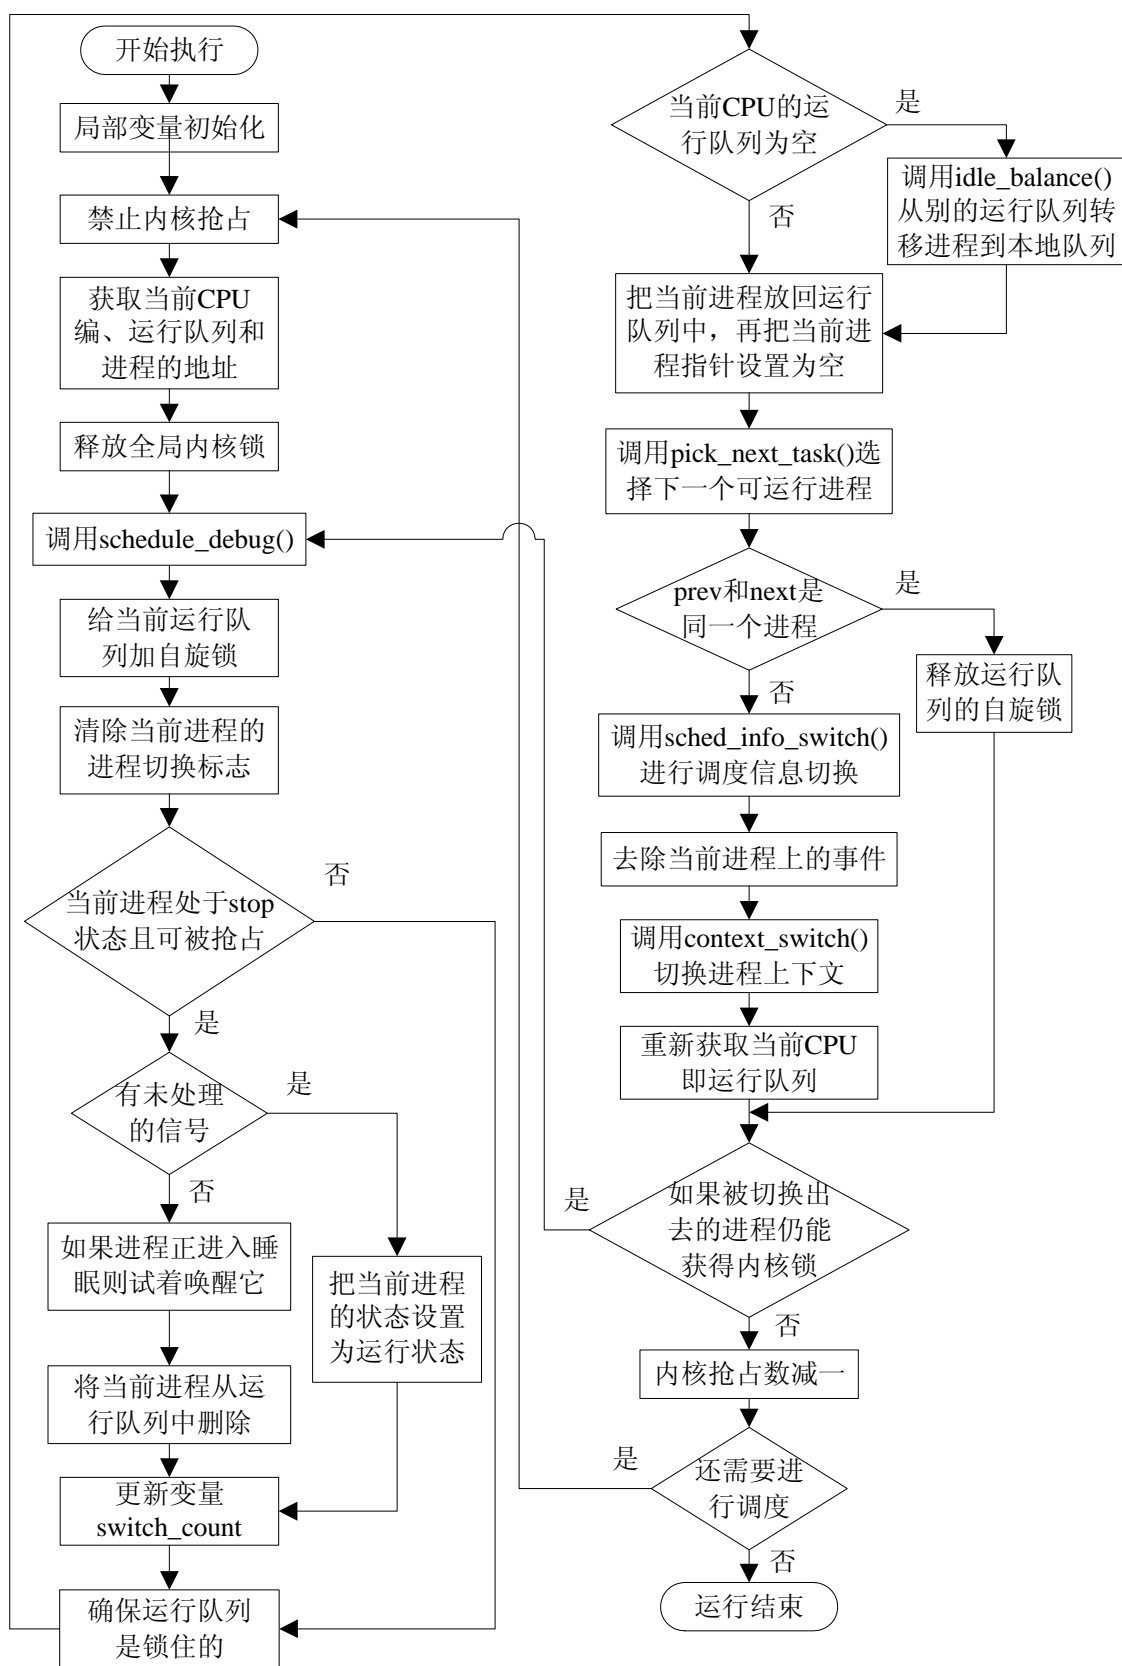 开始执行
局部变量初始化
禁止内核抢占
获取当前CPU
编、运行队列和
进程的地址
释放全局内核锁
调用schedule_debug()
给当前运行队
列加自旋锁
清除当前进程的
进程切换标志
否
当前进程处于stop
状态且可被抢占
是
有未处理
的信号
是
否
如果进程正进入睡
眠则试着唤醒它
把当前进程
的状态设置
为运行状态
将当前进程从运
行队列中删除
更新变量
switch_count
确保运行队列
是锁住的
当前CPU的运
行队列为空
是
调用idle_balance()
从别的运行队列转
移进程到本地队列
否
把当前进程放回运行
队列中，再把当前进
程指针设置为空
调用pick_next_task()选
择下一个可运行进程
prev和next是
同一个进程
是
释放运行队
列的自旋锁
否
调用sched_info_switch()
进行调度信息切换
去除当前进程上的事件
调用context_switch()
切换进程上下文
重新获取当前CPU
即运行队列
是
如果被切换出
去的进程仍能
获得内核锁
否
内核抢占数减一
是
还需要进
行调度
否
运行结束